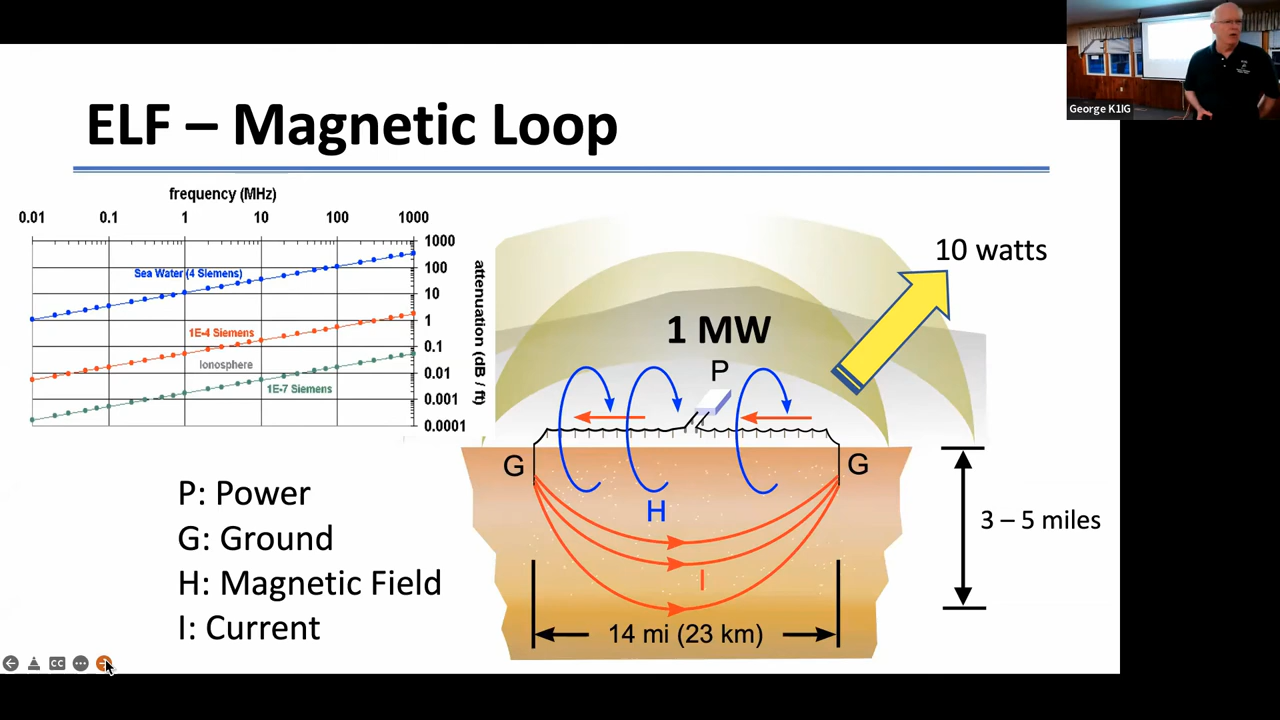 George K1IG
ELF – Magnetic Loop
frequency (MHz)
0.01 0.1 1 10 100 1000
1000
100
10
1
0.1
0.01
0.001
0.0001
attenuation (dB / ft)
Sea Water (4 Siemens)
1E-4 Siemens
Ionosphere
1E-7 Siemens
10 watts
1 MW
P
G
G
H
I
3 – 5 miles
14 mi (23 km)
P: Power
G: Ground
H: Magnetic Field
I: Current
CC